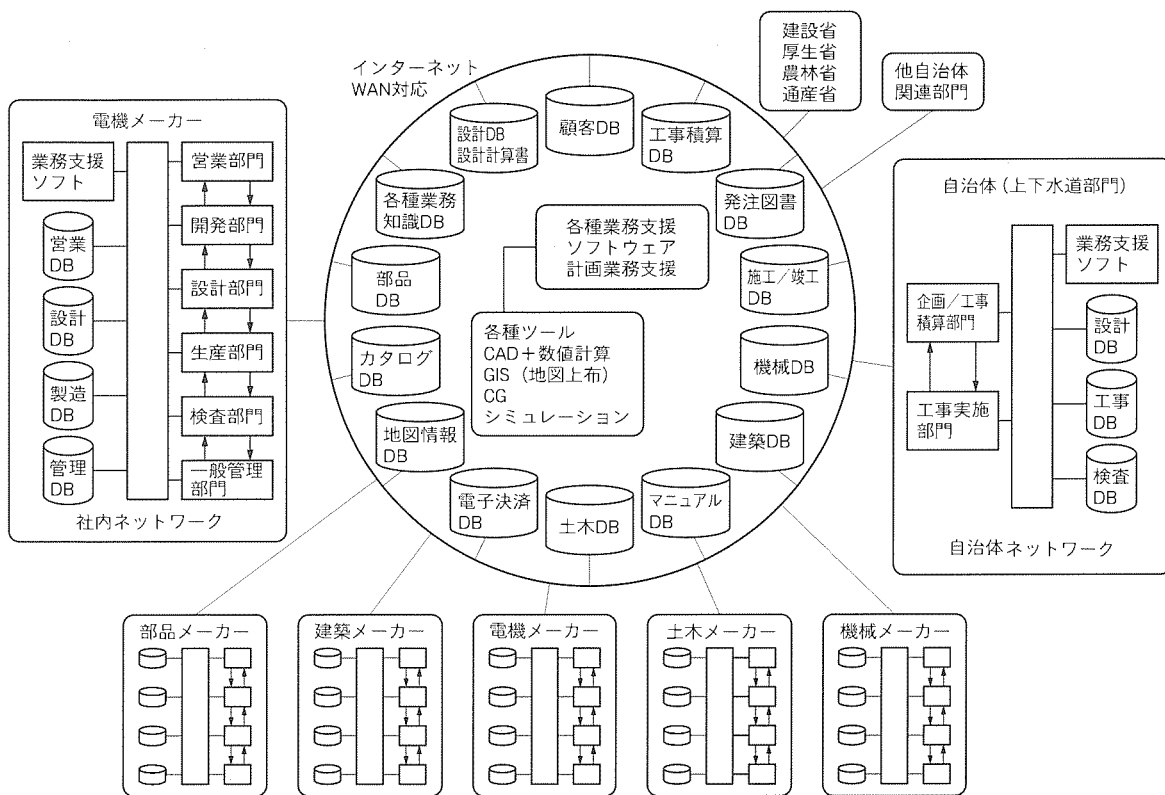 建設省
厚生省
農林省
通産省
他自治体
関連部門
インターネット
WAN対応
電機メーカー
業務支援
ソフト
営業
DB
設計
DB
製造
DB
管理
DB
営業部門
開発部門
設計部門
生産部門
検査部門
一般管理
部門
社内ネットワーク
設計DB
設計計算書
顧客DB
工事積算
DB
各種業務
知識DB
発注図書
DB
部品
DB
施工/竣工
DB
カタログ
DB
機械DB
地図情報
DB
建築DB
電子決済
DB
土木DB
マニュアル
DB
各種業務支援
ソフトウェア
計画業務支援
各種ツール
CAD+数値計算
GIS(地図上布)
CG
シミュレーション
自治体(上下水道部門)
企画/工事
積算部門
工事実施
部門
業務支援
ソフト
設計
DB
工事
DB
検査
DB
自治体ネットワーク
部品メーカー
建築メーカー
電機メーカー
土木メーカー
機械メーカー